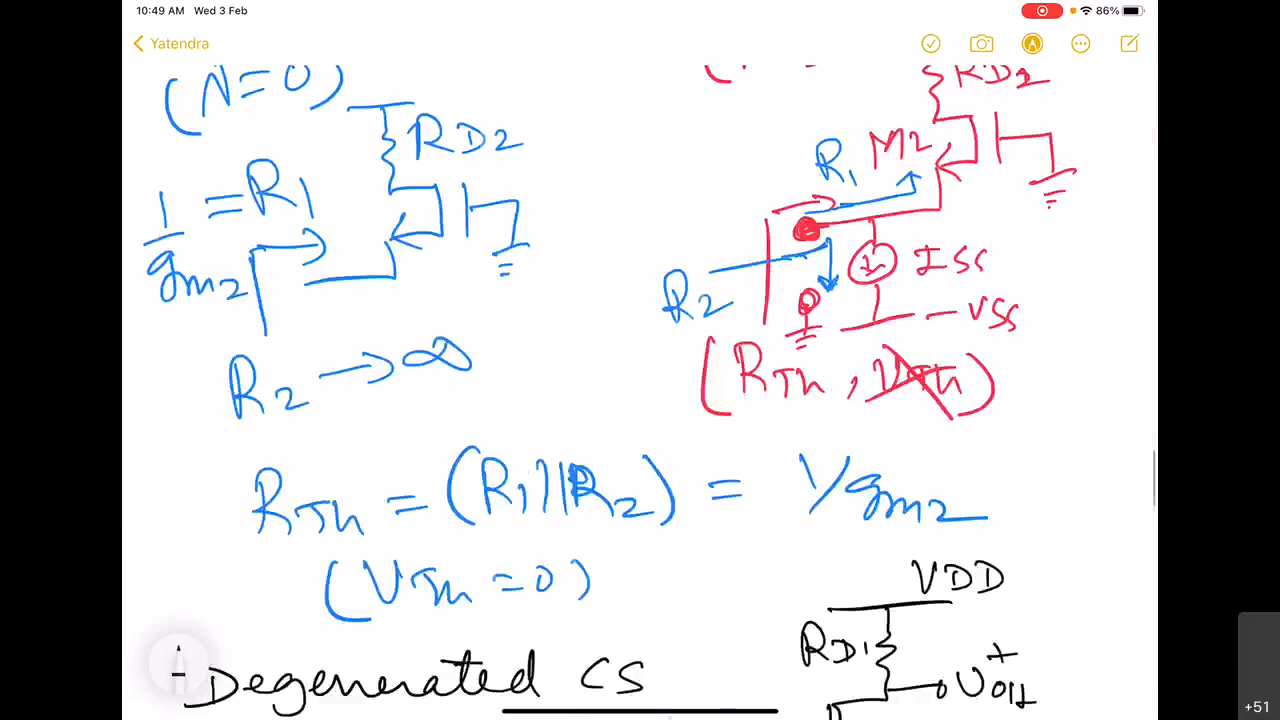 10:49 AM Wed 3 Feb
86%
Yatendra
(λ=0)
RD2
1/gm2 = R1
R2 → ∞
RD2
M2
R1
R2
ISS
-VSS
(RTh, VTh)
RTh = (R1||R2) = 1/gm2
(VTh = 0)
VDD
RD1
Vout+
Degenerated CS
+51